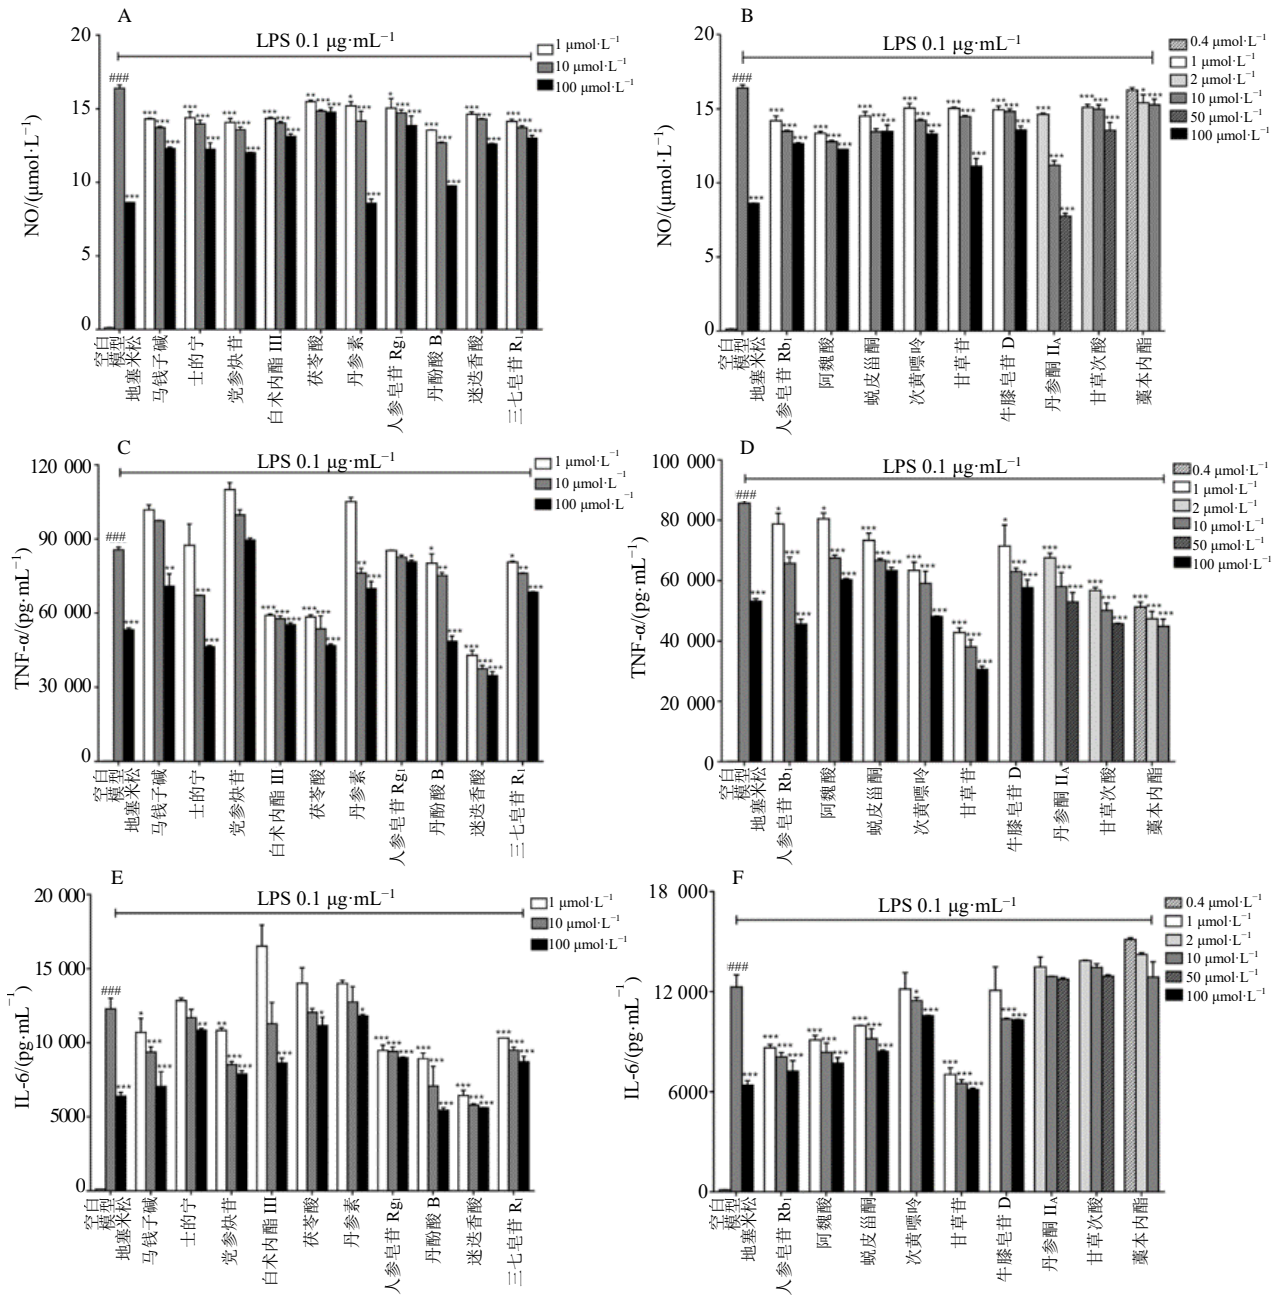 A
LPS 0.1 μg·mL⁻¹
1 μmol·L⁻¹
10 μmol·L⁻¹
100 μmol·L⁻¹
NO/(μmol·L⁻¹)
20
15
10
5
0
###
空白
模型
地塞米松
马钱子碱
士的宁
党参炔苷
白术内酯 III
茯苓酸
丹参素
人参皂苷 Rg₁
丹酚酸 B
迷迭香酸
三七皂苷 R₁
B
LPS 0.1 μg·mL⁻¹
0.4 μmol·L⁻¹
1 μmol·L⁻¹
2 μmol·L⁻¹
10 μmol·L⁻¹
50 μmol·L⁻¹
100 μmol·L⁻¹
NO/(μmol·L⁻¹)
20
15
10
5
0
###
空白
模型
地塞米松
人参皂苷 Rb₁
阿魏酸
蜕皮甾酮
次黄嘌呤
甘草苷
牛膝皂苷 D
丹参酮 IIA
甘草次酸
藁本内酯
C
LPS 0.1 μg·mL⁻¹
1 μmol·L⁻¹
10 μmol·L⁻¹
100 μmol·L⁻¹
TNF-α/(pg·mL⁻¹)
120 000
90 000
60 000
30 000
0
###
空白
模型
地塞米松
马钱子碱
士的宁
党参炔苷
白术内酯 III
茯苓酸
丹参素
人参皂苷 Rg₁
丹酚酸 B
迷迭香酸
三七皂苷 R₁
D
LPS 0.1 μg·mL⁻¹
0.4 μmol·L⁻¹
1 μmol·L⁻¹
2 μmol·L⁻¹
10 μmol·L⁻¹
50 μmol·L⁻¹
100 μmol·L⁻¹
TNF-α/(pg·mL⁻¹)
100 000
80 000
60 000
40 000
20 000
0
###
空白
模型
地塞米松
人参皂苷 Rb₁
阿魏酸
蜕皮甾酮
次黄嘌呤
甘草苷
牛膝皂苷 D
丹参酮 IIA
甘草次酸
藁本内酯
E
LPS 0.1 μg·mL⁻¹
1 μmol·L⁻¹
10 μmol·L⁻¹
100 μmol·L⁻¹
IL-6/(pg·mL⁻¹)
20 000
15 000
10 000
5000
0
###
空白
模型
地塞米松
马钱子碱
士的宁
党参炔苷
白术内酯 III
茯苓酸
丹参素
人参皂苷 Rg₁
丹酚酸 B
迷迭香酸
三七皂苷 R₁
F
LPS 0.1 μg·mL⁻¹
0.4 μmol·L⁻¹
1 μmol·L⁻¹
2 μmol·L⁻¹
10 μmol·L⁻¹
50 μmol·L⁻¹
100 μmol·L⁻¹
IL-6/(pg·mL⁻¹)
18 000
12 000
6000
0
###
空白
模型
地塞米松
人参皂苷 Rb₁
阿魏酸
蜕皮甾酮
次黄嘌呤
甘草苷
牛膝皂苷 D
丹参酮 IIA
甘草次酸
藁本内酯